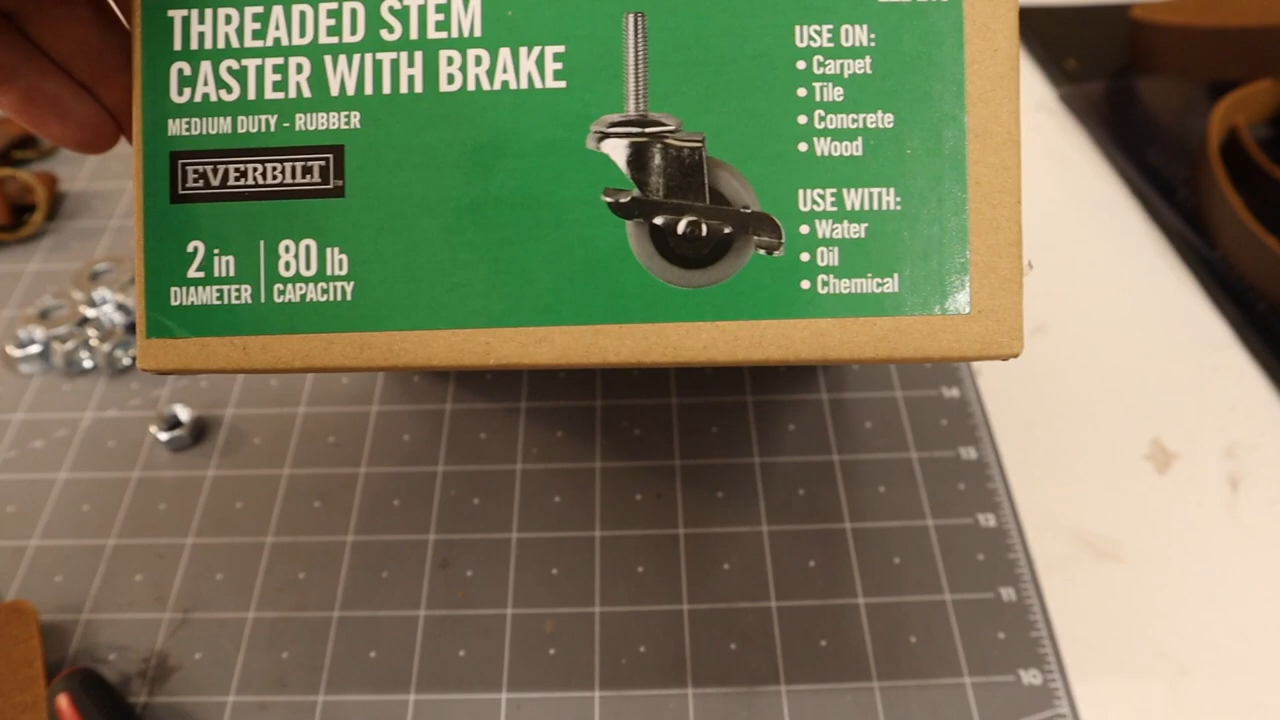 THREADED STEM
CASTER WITH BRAKE
MEDIUM DUTY - RUBBER
EVERBILT
2 in
DIAMETER
80 lb
CAPACITY
USE ON:
• Carpet
• Tile
• Concrete
• Wood
USE WITH:
• Water
• Oil
• Chemical
14
13
12
11
10